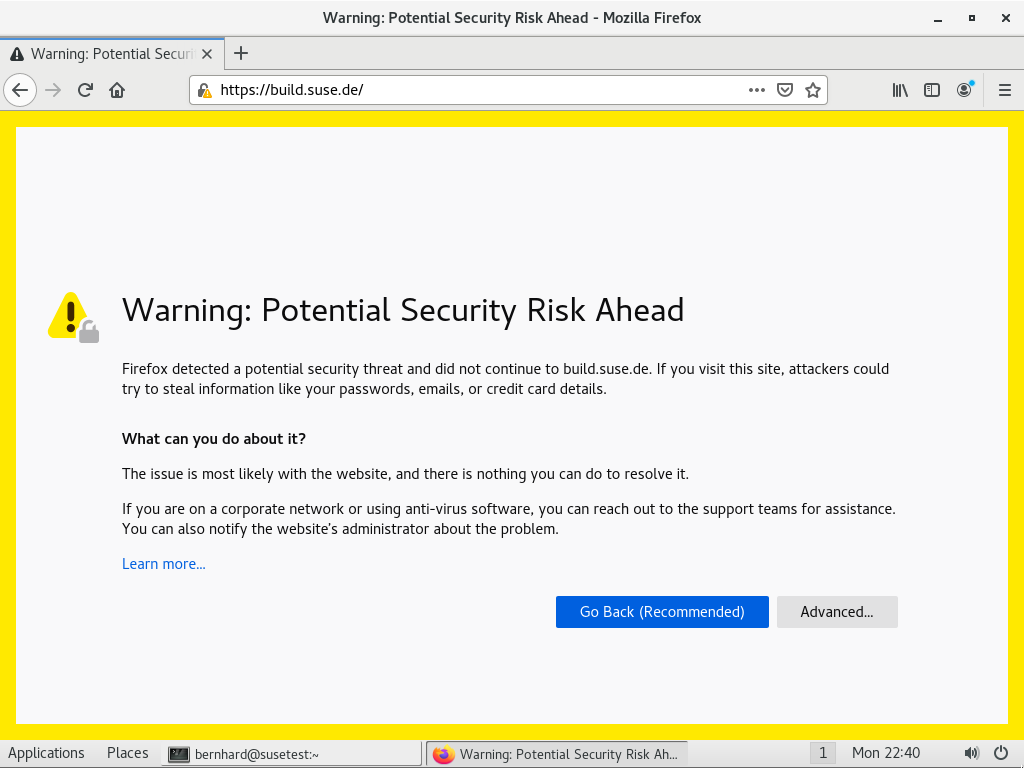 Warning: Potential Security Risk Ahead - Mozilla Firefox
Warning: Potential Securi
https://build.suse.de/
Warning: Potential Security Risk Ahead
Firefox detected a potential security threat and did not continue to build.suse.de. If you visit this site, attackers could
try to steal information like your passwords, emails, or credit card details.
What can you do about it?
The issue is most likely with the website, and there is nothing you can do to resolve it.
If you are on a corporate network or using anti-virus software, you can reach out to the support teams for assistance.
You can also notify the website's administrator about the problem.
Learn more...
Go Back (Recommended) Advanced...
Applications Places bernhard@susetest:~ Warning: Potential Security Risk Ah... 1 Mon 22:40